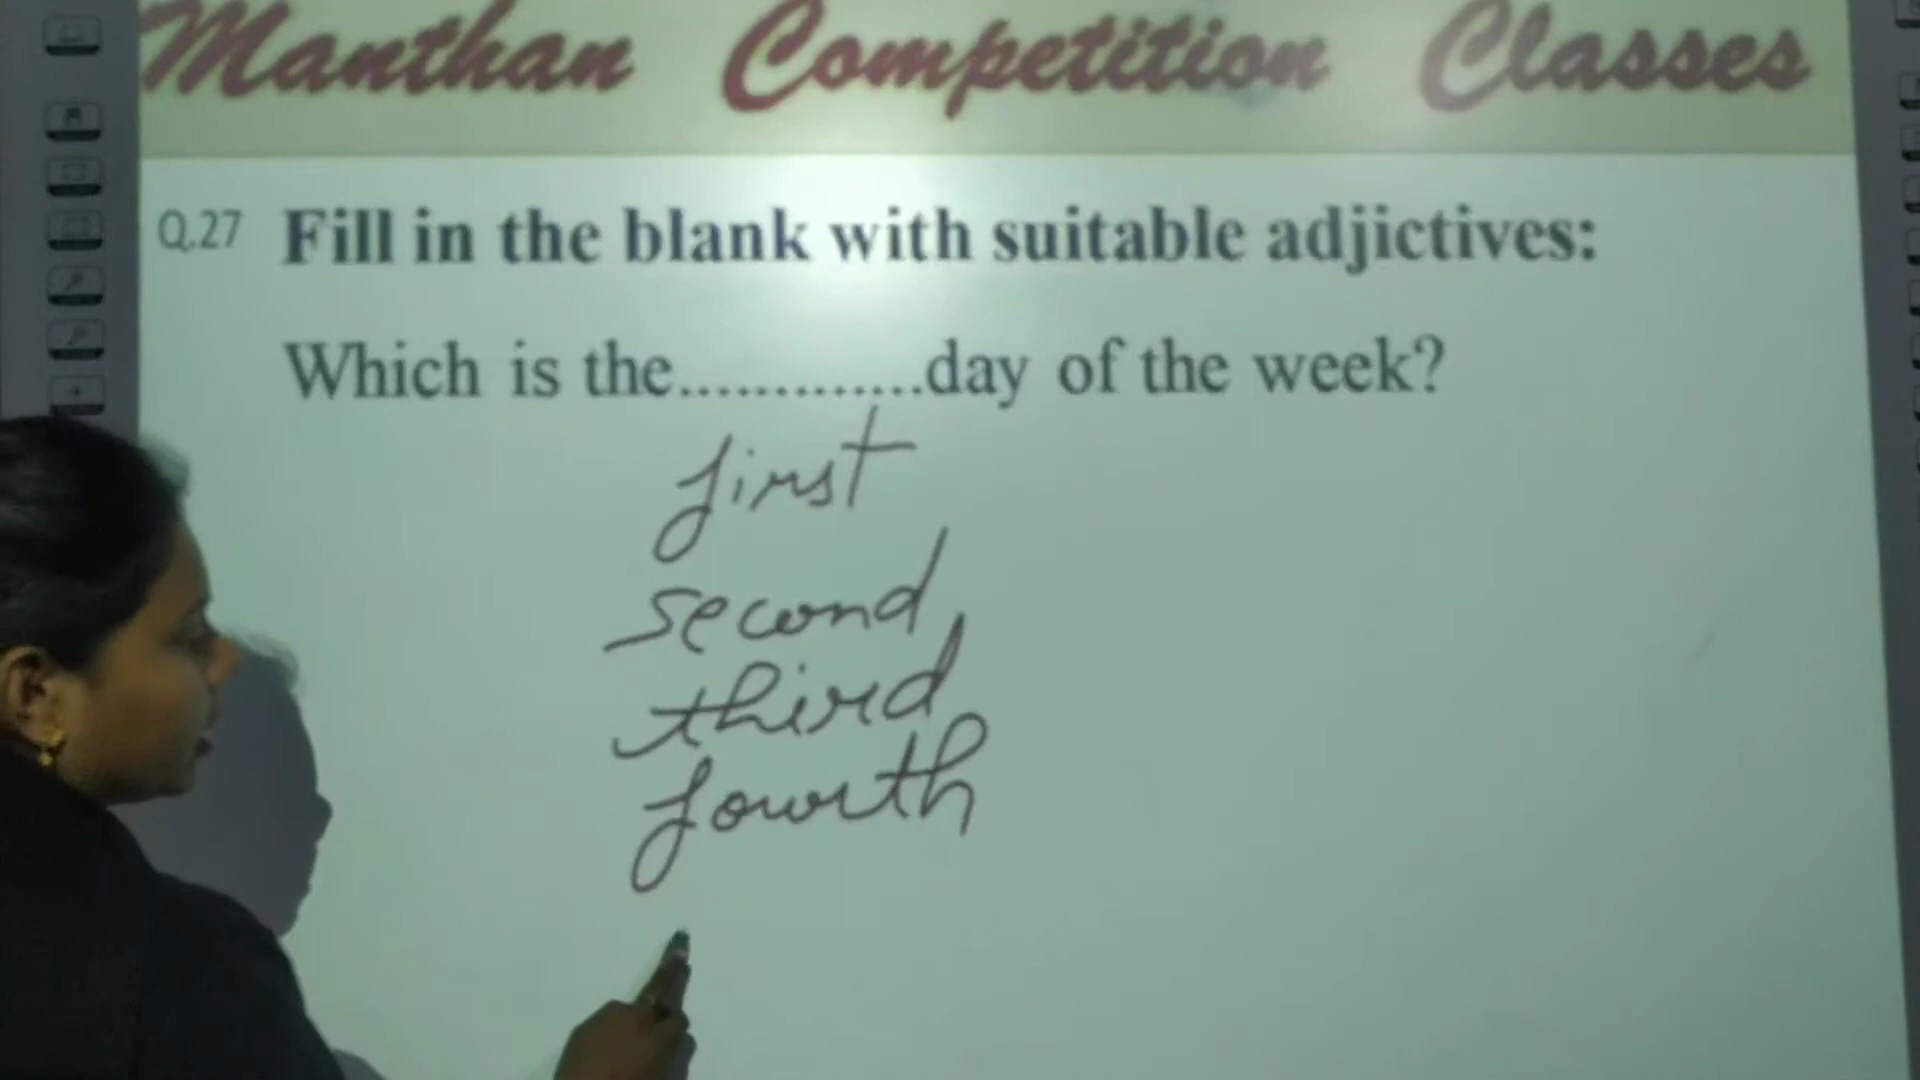 Manthan Competition Classes
Q.27 Fill in the blank with suitable adjictives:
Which is the.............day of the week?
first
second
third
fourth